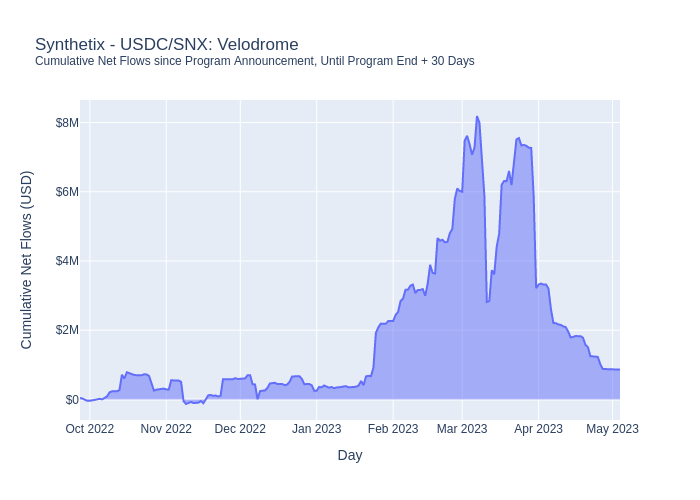 Synthetix - USDC/SNX: Velodrome
Cumulative Net Flows since Program Announcement, Until Program End + 30 Days
Cumulative Net Flows (USD)
$8M
$6M
$4M
$2M
$0
Oct 2022 Nov 2022 Dec 2022 Jan 2023 Feb 2023 Mar 2023 Apr 2023 May 2023
Day